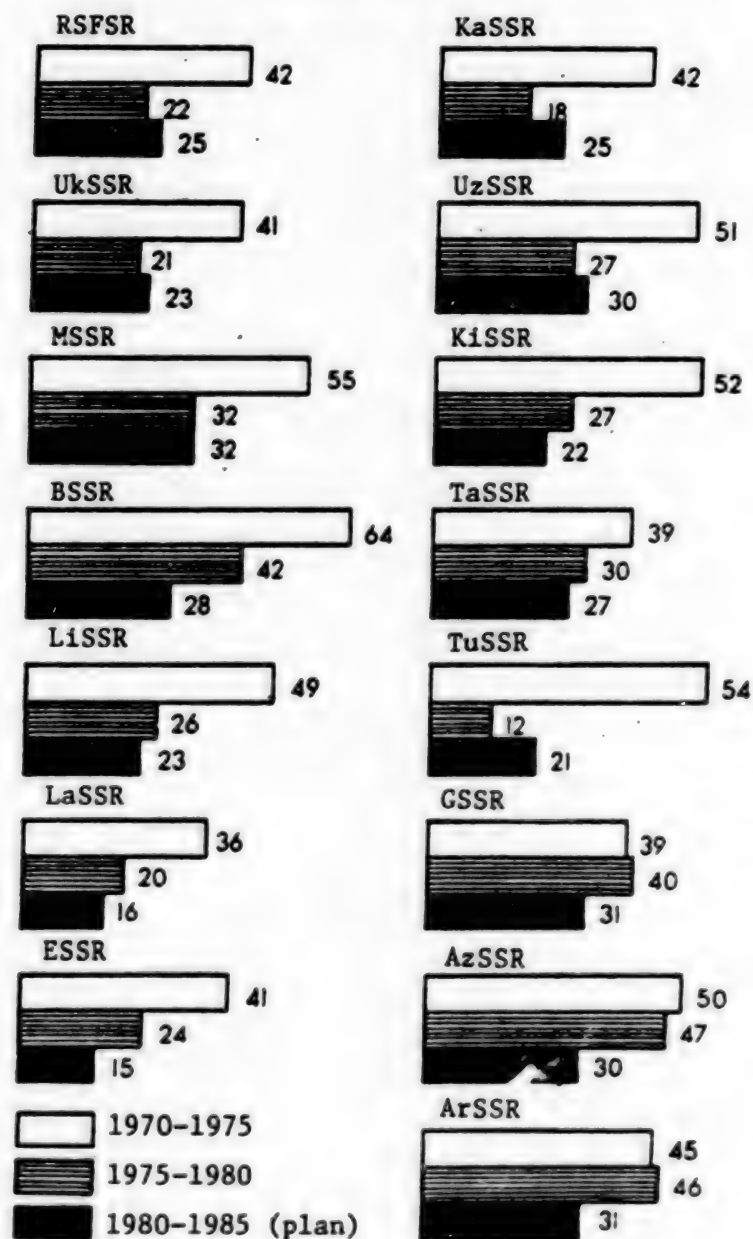 RSFSR
42
22
25
UkSSR
41
21
23
MSSR
55
32
32
BSSR
64
42
28
LiSSR
49
26
23
LaSSR
36
20
16
ESSR
41
24
15
1970-1975
1975-1980
1980-1985 (plan)
KaSSR
42
18
25
UzSSR
51
27
30
KiSSR
52
27
22
TaSSR
39
30
27
TuSSR
54
12
21
GSSR
39
40
31
AzSSR
50
47
30
ArSSR
45
46
31